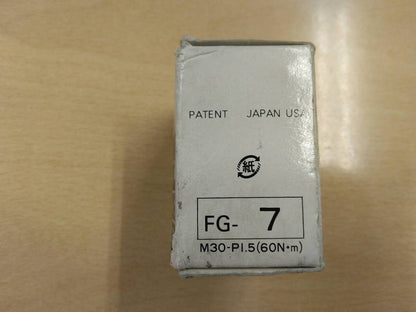 PATENT JAPAN USA
紙
FG- 7
M30-P1.5(60N・m)